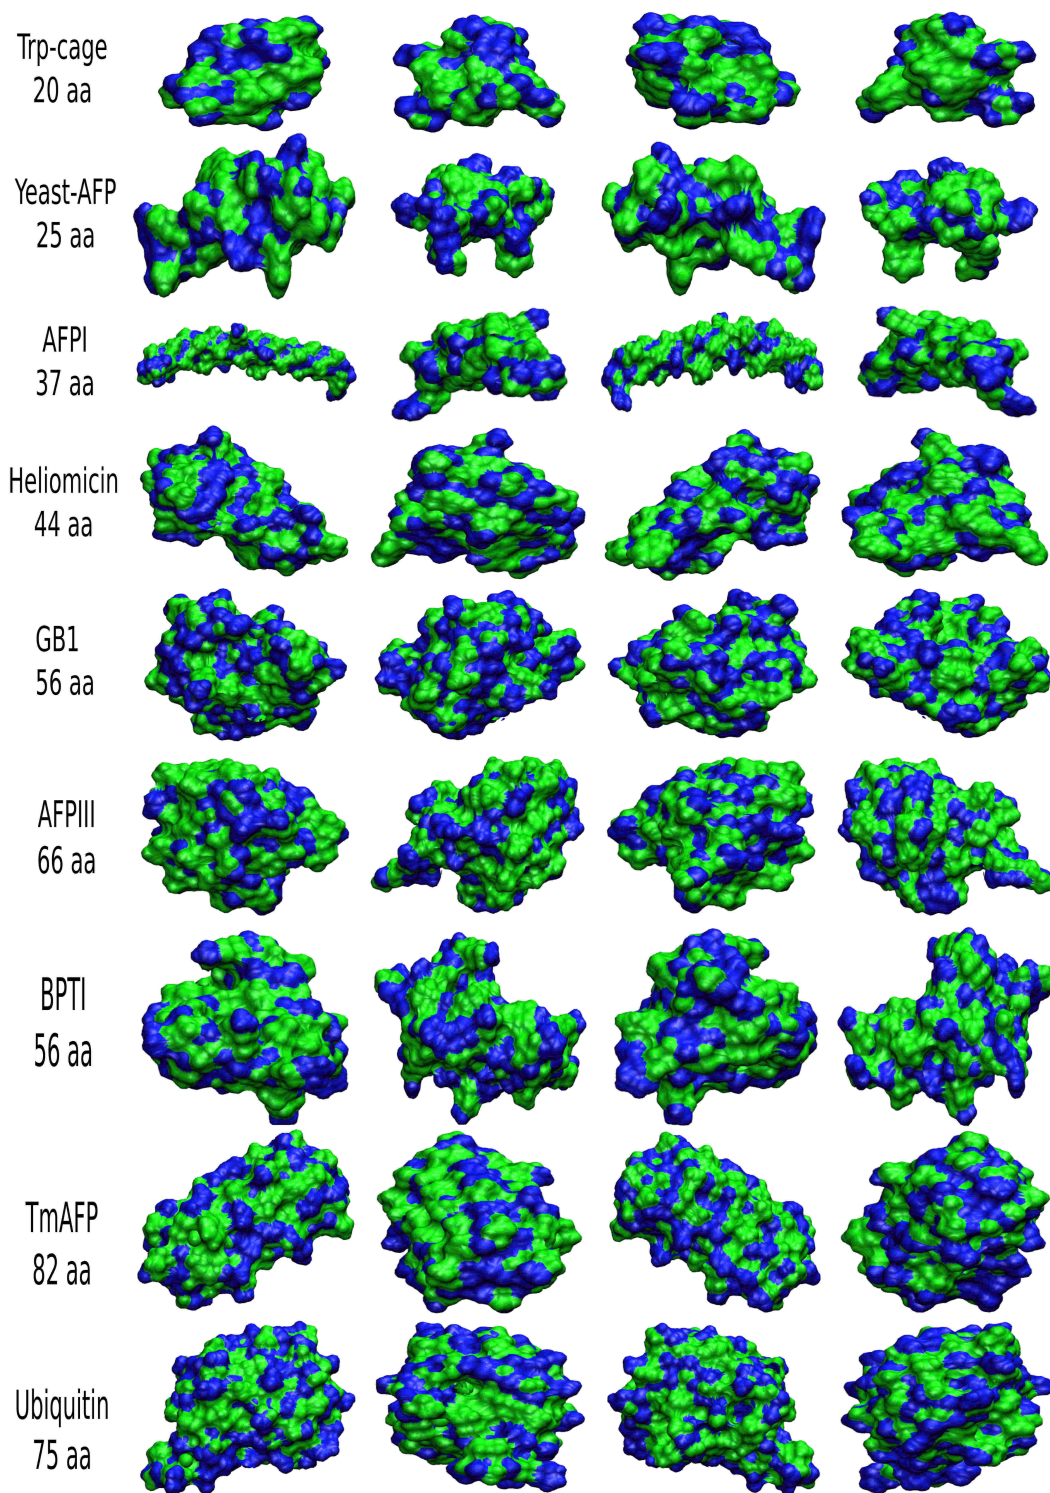 Trp-cage
20 aa
Yeast-AFP
25 aa
AFPI
37 aa
Heliomicin
44 aa
GB1
56 aa
AFPIII
66 aa
BPTI
56 aa
TmAFP
82 aa
Ubiquitin
75 aa